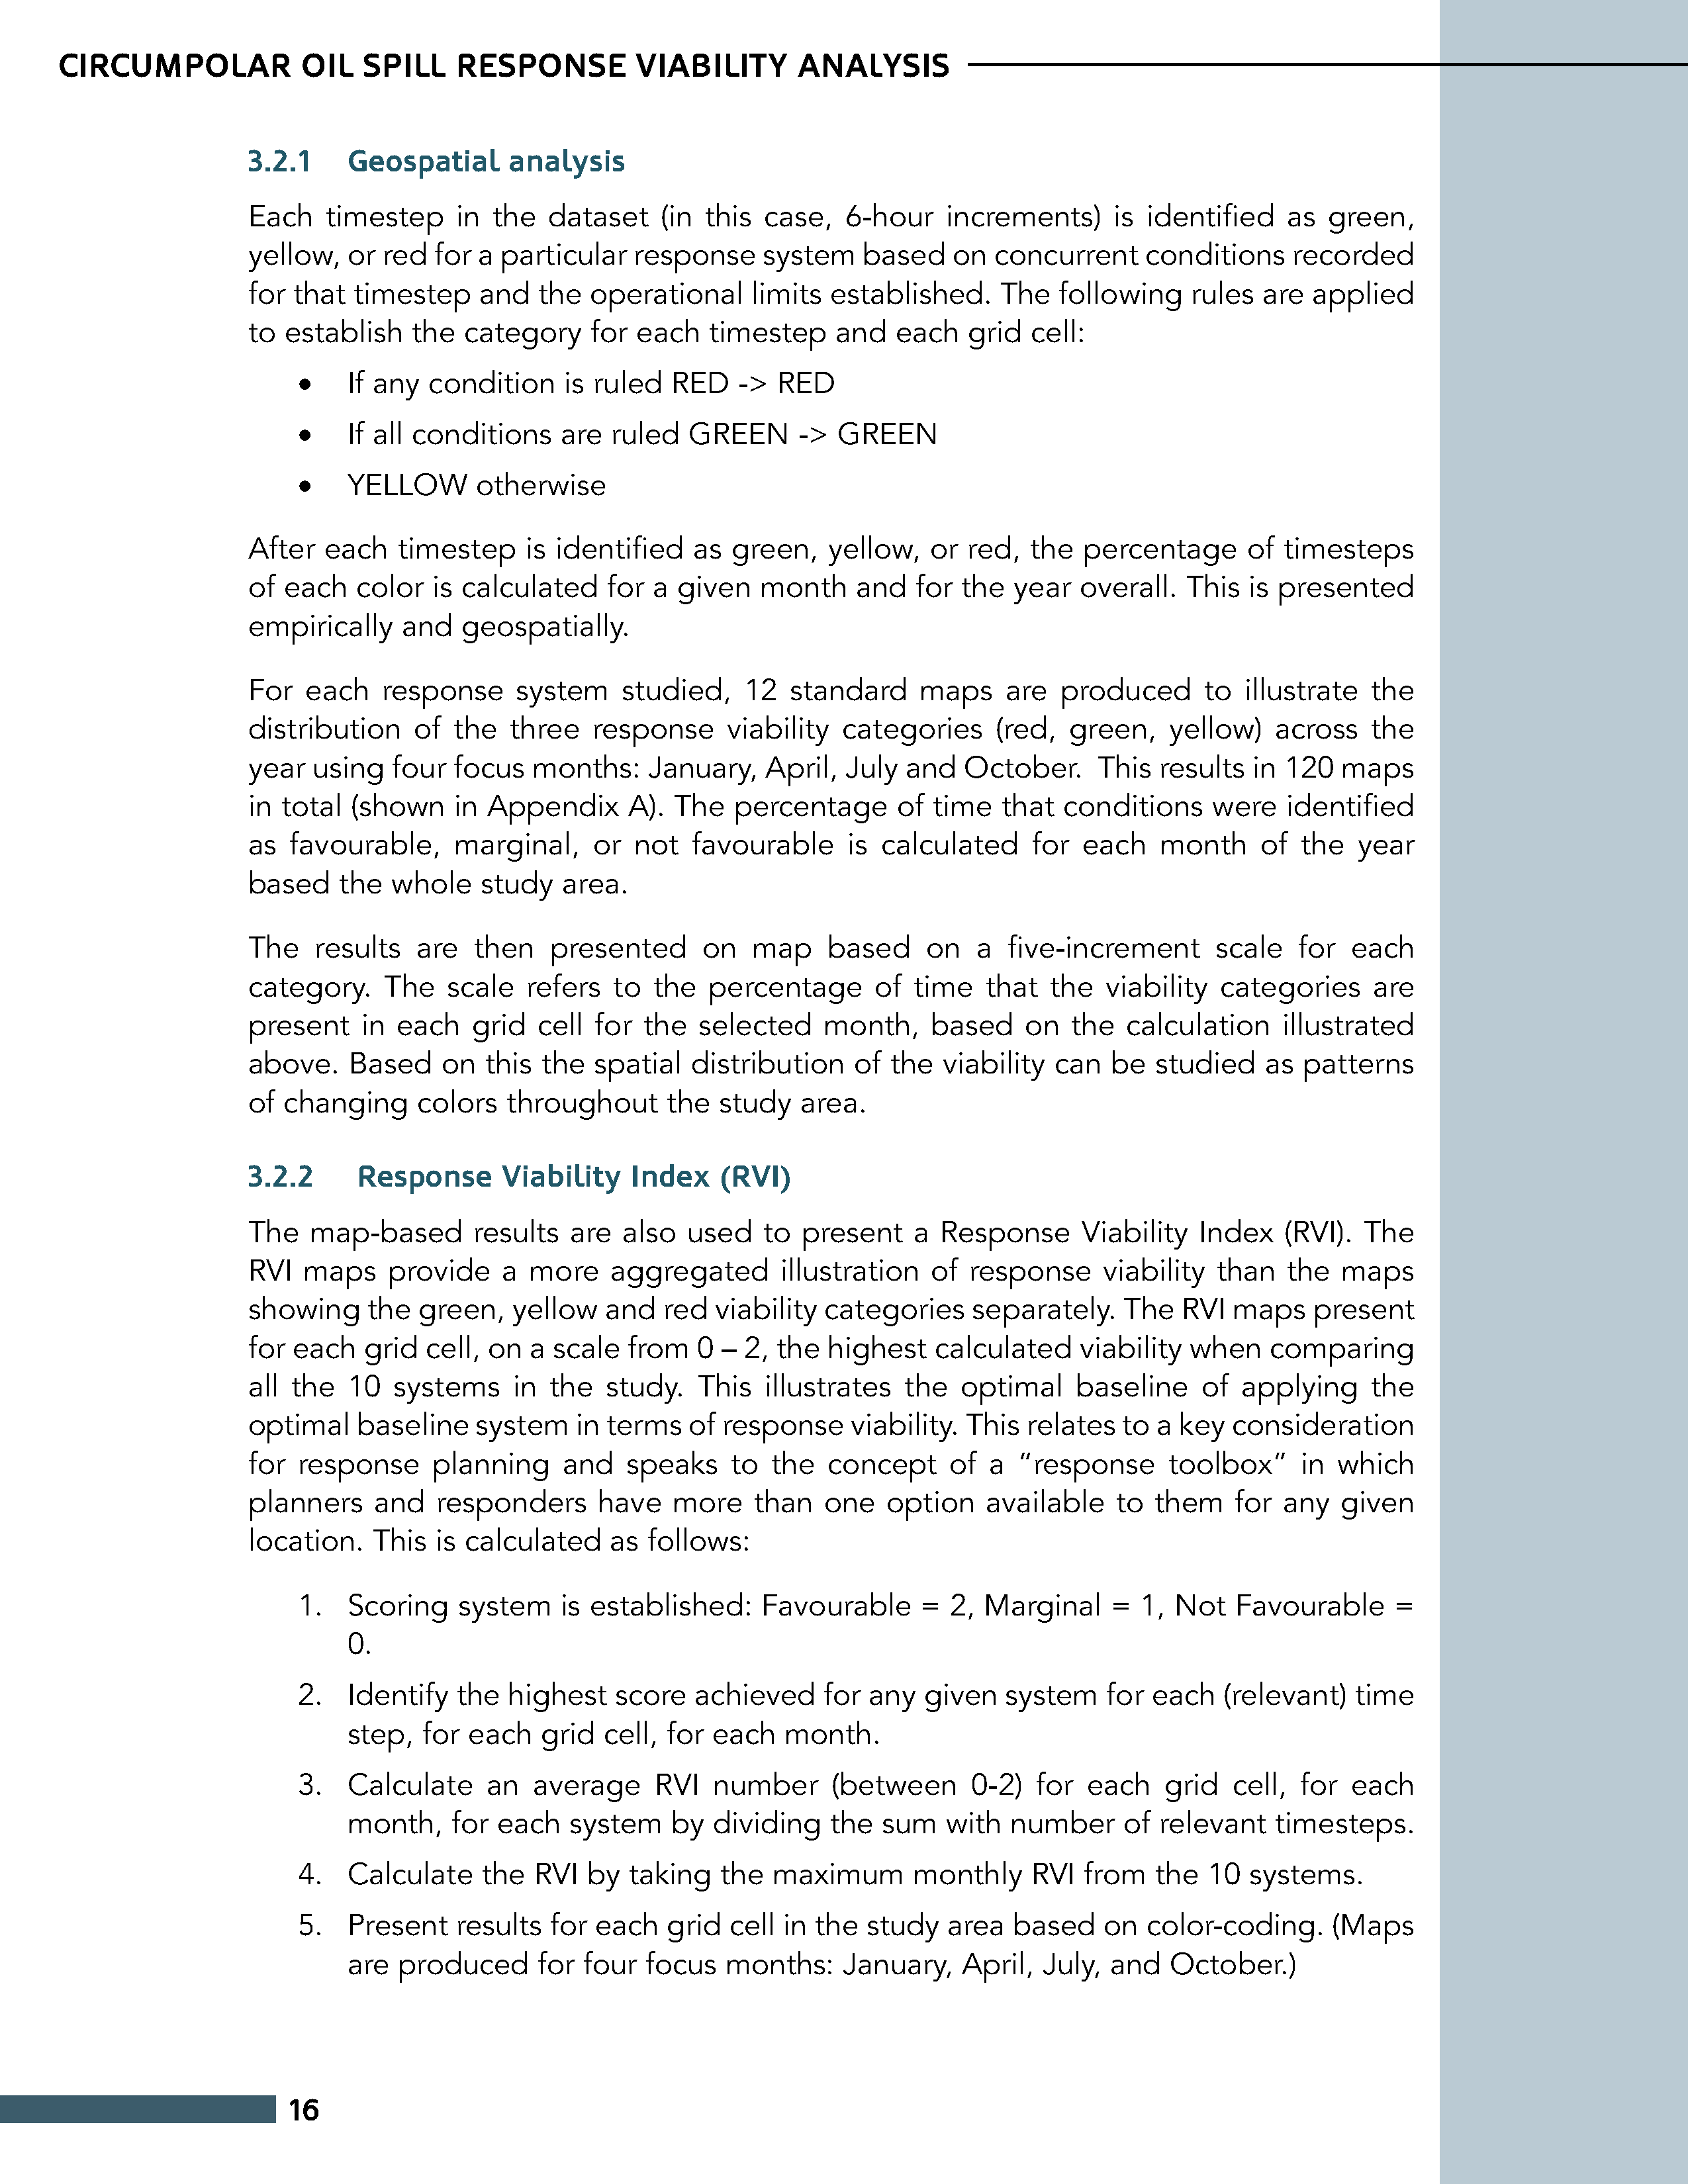 CIRCUMPOLAR OIL SPILL RESPONSE VIABILITY ANALYSIS
3.2.1 Geospatial analysis
Each timestep in the dataset (in this case, 6-hour increments) is identified as green,
yellow, or red for a particular response system based on concurrent conditions recorded
for that timestep and the operational limits established. The following rules are applied
to establish the category for each timestep and each grid cell:
• If any condition is ruled RED -> RED
• If all conditions are ruled GREEN -> GREEN
• YELLOW otherwise
After each timestep is identified as green, yellow, or red, the percentage of timesteps
of each color is calculated for a given month and for the year overall. This is presented
empirically and geospatially.
For each response system studied, 12 standard maps are produced to illustrate the
distribution of the three response viability categories (red, green, yellow) across the
year using four focus months: January, April, July and October. This results in 120 maps
in total (shown in Appendix A). The percentage of time that conditions were identified
as favourable, marginal, or not favourable is calculated for each month of the year
based the whole study area.
The results are then presented on map based on a five-increment scale for each
category. The scale refers to the percentage of time that the viability categories are
present in each grid cell for the selected month, based on the calculation illustrated
above. Based on this the spatial distribution of the viability can be studied as patterns
of changing colors throughout the study area.
3.2.2 Response Viability Index (RVI)
The map-based results are also used to present a Response Viability Index (RVI). The
RVI maps provide a more aggregated illustration of response viability than the maps
showing the green, yellow and red viability categories separately. The RVI maps present
for each grid cell, on a scale from 0 – 2, the highest calculated viability when comparing
all the 10 systems in the study. This illustrates the optimal baseline of applying the
optimal baseline system in terms of response viability. This relates to a key consideration
for response planning and speaks to the concept of a “response toolbox” in which
planners and responders have more than one option available to them for any given
location. This is calculated as follows:
1. Scoring system is established: Favourable = 2, Marginal = 1, Not Favourable =
0.
2. Identify the highest score achieved for any given system for each (relevant) time
step, for each grid cell, for each month.
3. Calculate an average RVI number (between 0-2) for each grid cell, for each
month, for each system by dividing the sum with number of relevant timesteps.
4. Calculate the RVI by taking the maximum monthly RVI from the 10 systems.
5. Present results for each grid cell in the study area based on color-coding. (Maps
are produced for four focus months: January, April, July, and October.)
16